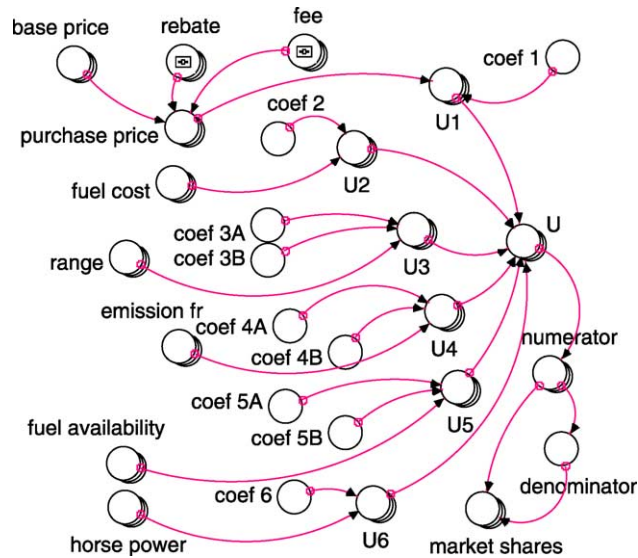 base price
rebate
fee
coef 1
purchase price
coef 2
U1
fuel cost
U2
U
coef 3A
coef 3B
range
U3
emission fr
coef 4A
coef 4B
U4
numerator
coef 5A
coef 5B
U5
fuel availability
coef 6
denominator
horse power
U6
market shares